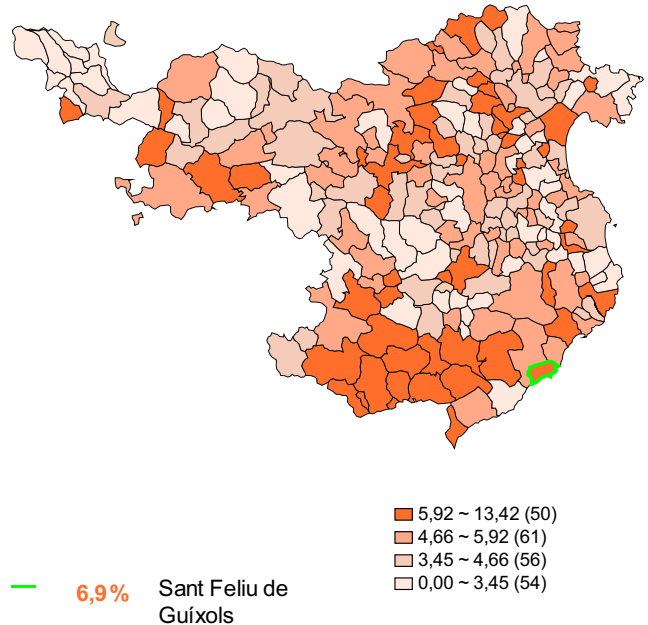 5,92 ~ 13,42 (50)
4,66 ~ 5,92 (61)
3,45 ~ 4,66 (56)
0,00 ~ 3,45 (54)
6,9 % Sant Feliu de
Guíxols